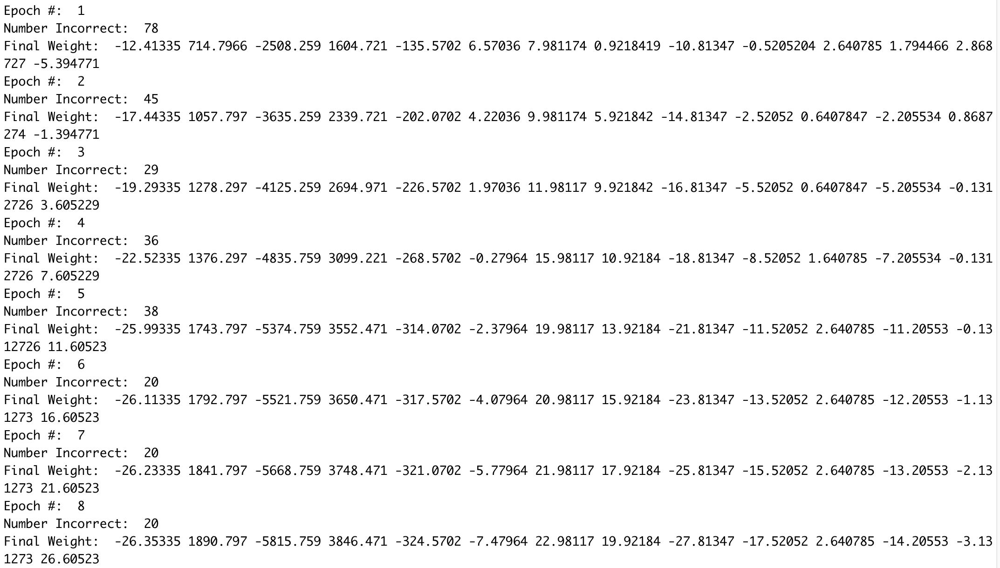 Epoch #:  1
Number Incorrect:  78
Final Weight:  -12.41335 714.7966 -2508.259 1604.721 -135.5702 6.57036 7.981174 0.9218419 -10.81347 -0.5205204 2.640785 1.794466 2.868
727 -5.394771
Epoch #:  2
Number Incorrect:  45
Final Weight:  -17.44335 1057.797 -3635.259 2339.721 -202.0702 4.22036 9.981174 5.921842 -14.81347 -2.52052 0.6407847 -2.205534 0.8687
274 -1.394771
Epoch #:  3
Number Incorrect:  29
Final Weight:  -19.29335 1278.297 -4125.259 2694.971 -226.5702 1.97036 11.98117 9.921842 -16.81347 -5.52052 0.6407847 -5.205534 -0.131
2726 3.605229
Epoch #:  4
Number Incorrect:  36
Final Weight:  -22.52335 1376.297 -4835.759 3099.221 -268.5702 -0.27964 15.98117 10.92184 -18.81347 -8.52052 1.640785 -7.205534 -0.131
2726 7.605229
Epoch #:  5
Number Incorrect:  38
Final Weight:  -25.99335 1743.797 -5374.759 3552.471 -314.0702 -2.37964 19.98117 13.92184 -21.81347 -11.52052 2.640785 -11.20553 -0.13
12726 11.60523
Epoch #:  6
Number Incorrect:  20
Final Weight:  -26.11335 1792.797 -5521.759 3650.471 -317.5702 -4.07964 20.98117 15.92184 -23.81347 -13.52052 2.640785 -12.20553 -1.13
1273 16.60523
Epoch #:  7
Number Incorrect:  20
Final Weight:  -26.23335 1841.797 -5668.759 3748.471 -321.0702 -5.77964 21.98117 17.92184 -25.81347 -15.52052 2.640785 -13.20553 -2.13
1273 21.60523
Epoch #:  8
Number Incorrect:  20
Final Weight:  -26.35335 1890.797 -5815.759 3846.471 -324.5702 -7.47964 22.98117 19.92184 -27.81347 -17.52052 2.640785 -14.20553 -3.13
1273 26.60523